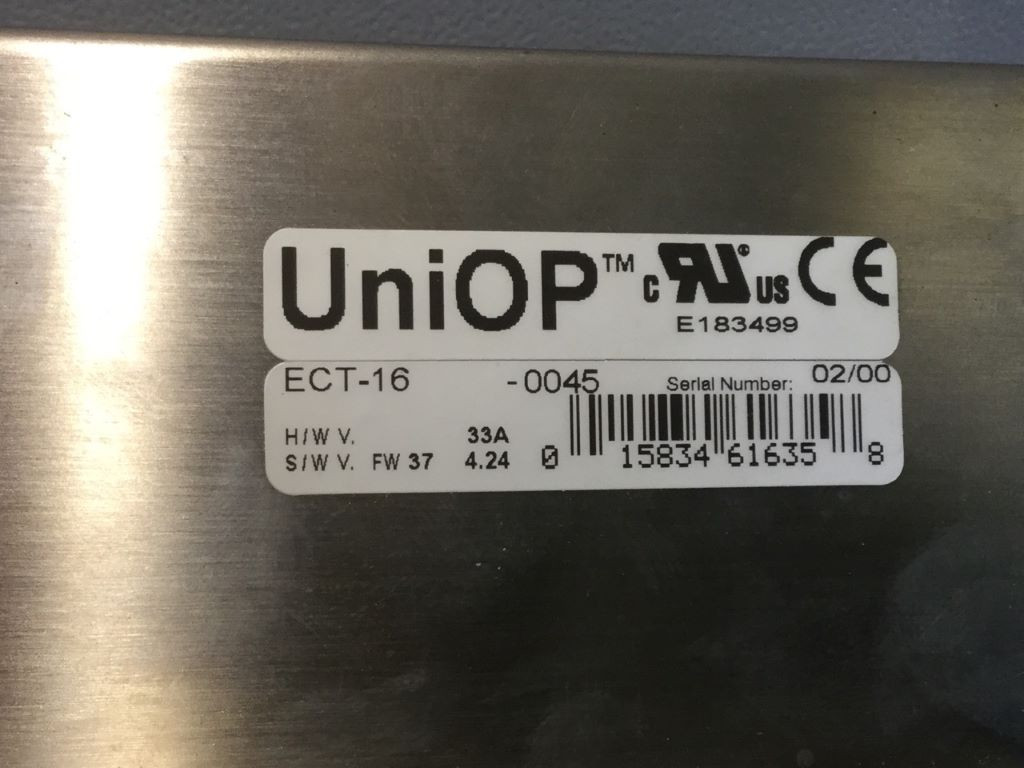 UniOP™ c RU® US CE
E183499
ECT-16 -0045 Serial Number: 02/00
H/W V. 33A
S/W V. FW 37 4.24
0 15834 61635 8